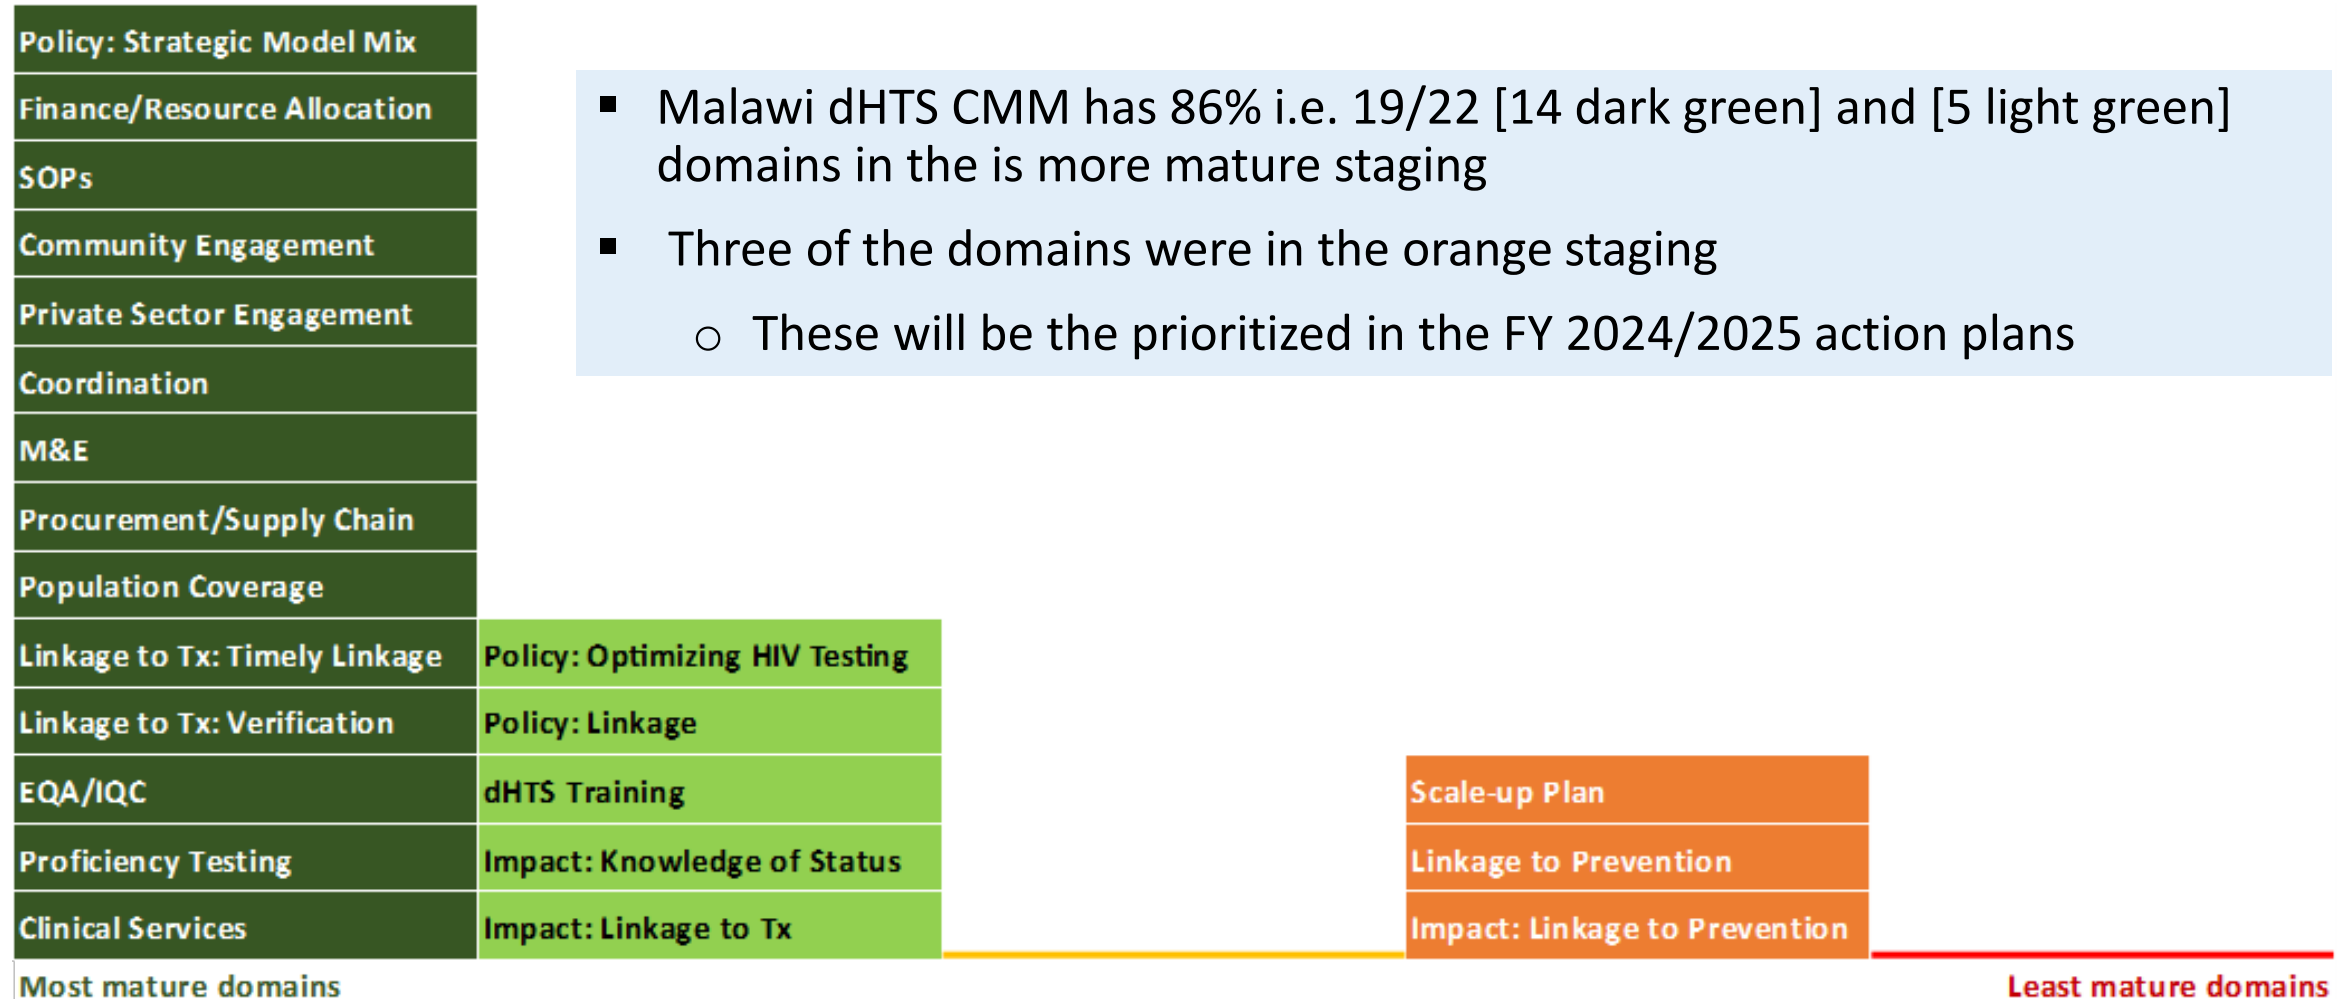 Policy: Strategic Model Mix
Finance/Resource Allocation
SOPs
Community Engagement
Private Sector Engagement
Coordination
M&E
Procurement/Supply Chain
Population Coverage
Linkage to Tx: Timely Linkage
Linkage to Tx: Verification
EQA/IQC
Proficiency Testing
Clinical Services
Most mature domains
▪ Malawi dHTS CMM has 86% i.e. 19/22 [14 dark green] and [5 light green]
domains in the is more mature staging
▪ Three of the domains were in the orange staging
o These will be the prioritized in the FY 2024/2025 action plans
Policy: Optimizing HIV Testing
Policy: Linkage
dHTS Training
Impact: Knowledge of Status
Impact: Linkage to Tx
Scale-up Plan
Linkage to Prevention
Impact: Linkage to Prevention
Least mature domains